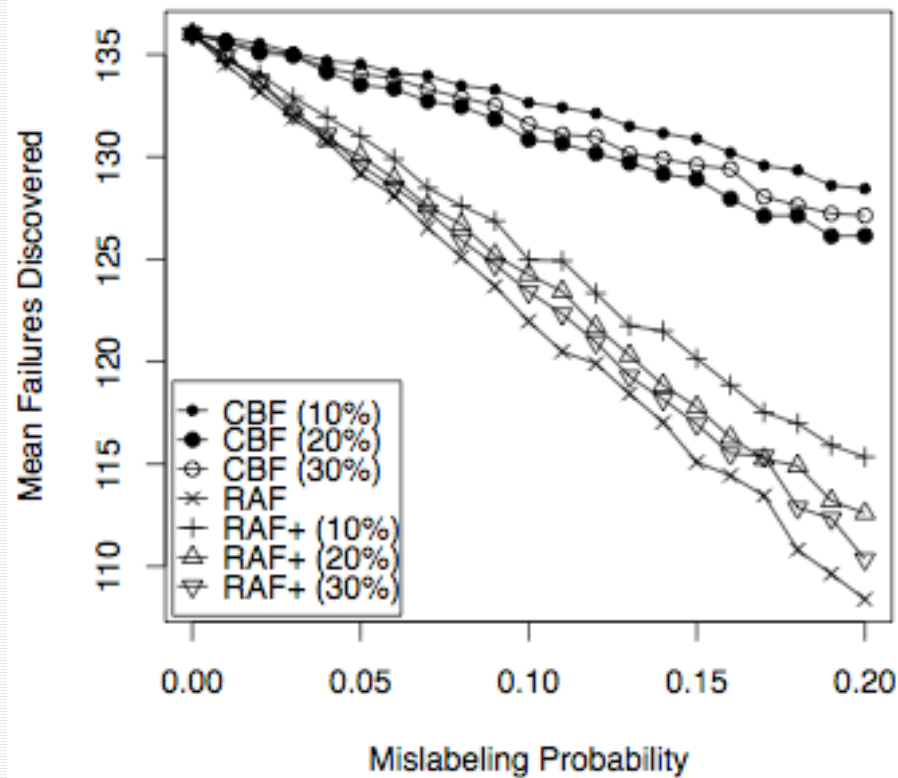 Mean Failures Discovered
135
130
125
120
115
110
CBF (10%)
CBF (20%)
CBF (30%)
RAF
RAF+ (10%)
RAF+ (20%)
RAF+ (30%)
0.00 0.05 0.10 0.15 0.20
Mislabeling Probability